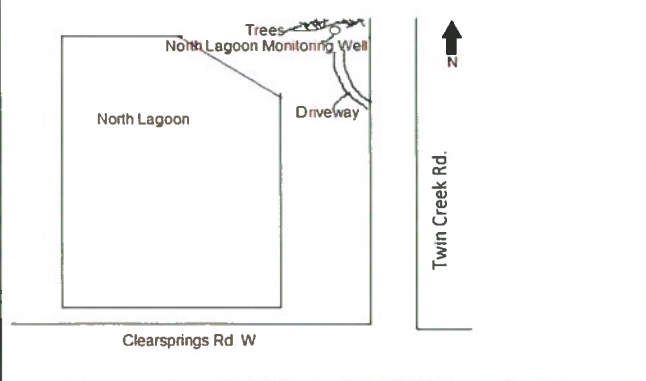 Trees
North Lagoon Monitoring Well
N
Driveway
North Lagoon
Twin Creek Rd.
Clearsprings Rd W